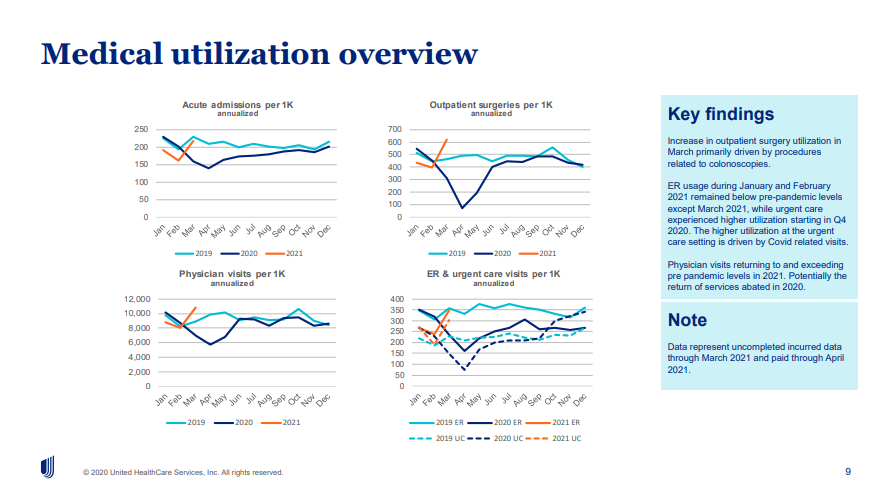 Medical utilization overview
Acute admissions per 1K
annualized
250
200
150
100
50
0
Jan Feb Mar Apr May Jun Jul Aug Sep Oct Nov Dec
2019 2020 2021
Outpatient surgeries per 1K
annualized
700
600
500
400
300
200
100
0
Jan Feb Mar Apr May Jun Jul Aug Sep Oct Nov Dec
2019 2020 2021
Physician visits per 1K
annualized
12,000
10,000
8,000
6,000
4,000
2,000
0
Jan Feb Mar Apr May Jun Jul Aug Sep Oct Nov Dec
2019 2020 2021
ER & urgent care visits per 1K
annualized
400
350
300
250
200
150
100
50
0
Jan Feb Mar Apr May Jun Jul Aug Sep Oct Nov Dec
2019 ER 2020 ER 2021 ER
2019 UC 2020 UC 2021 UC
Key findings
Increase in outpatient surgery utilization in
March primarily driven by procedures
related to colonoscopies.
ER usage during January and February
2021 remained below pre-pandemic levels
except March 2021, while urgent care
experienced higher utilization starting in Q4
2020. The higher utilization at the urgent
care setting is driven by Covid related visits.
Physician visits returning to and exceeding
pre pandemic levels in 2021. Potentially the
return of services abated in 2020.
Note
Data represent uncompleted incurred data
through March 2021 and paid through April
2021.
© 2020 United HealthCare Services, Inc. All rights reserved.
9